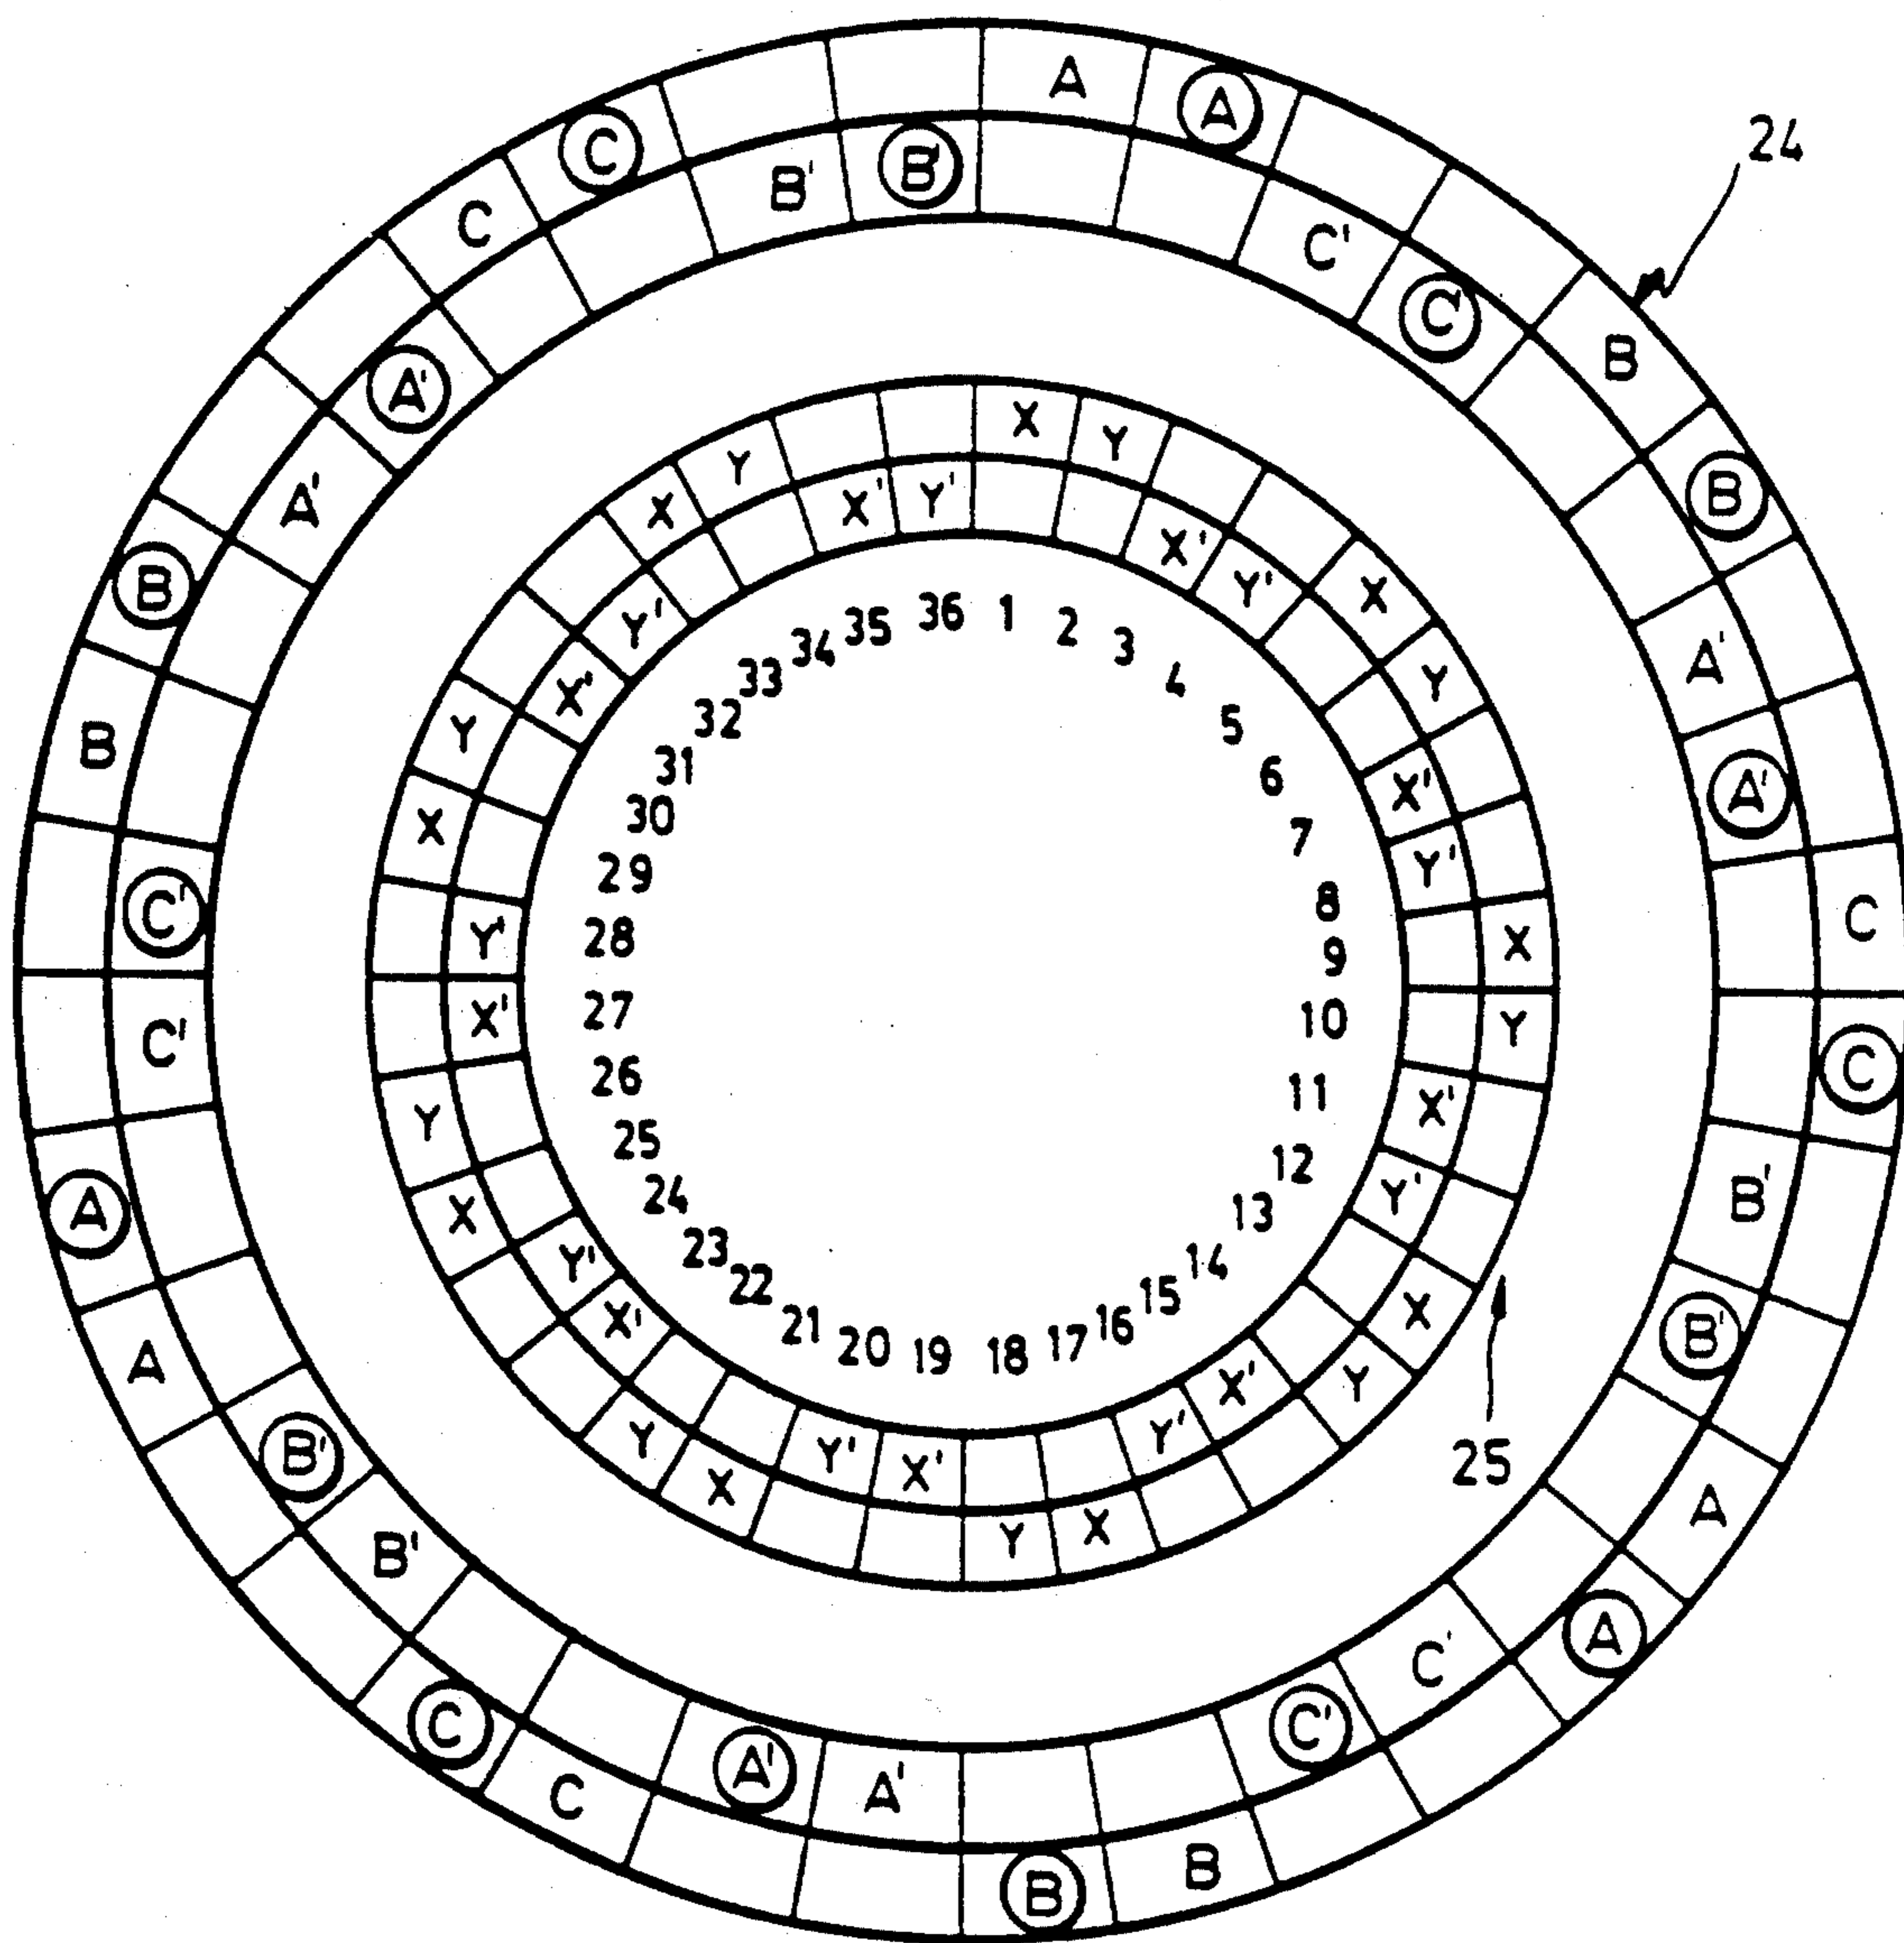 24
A A B B C C A A B B C C A A B B C C
C' C' A' A' B' B' C' C' A' A' B' B' C' C' A' A' B' B'
X Y X Y X Y X Y X Y X Y X Y X Y X Y
X' Y' X' Y' X' Y' X' Y' X' Y' X' Y' X' Y' X' Y' X' Y'
1 2 3 4 5 6 7 8 9 10 11 12 13 14 15 16 17 18 19 20 21 22 23 24 25 26 27 28 29 30 31 32 33 34 35 36
25